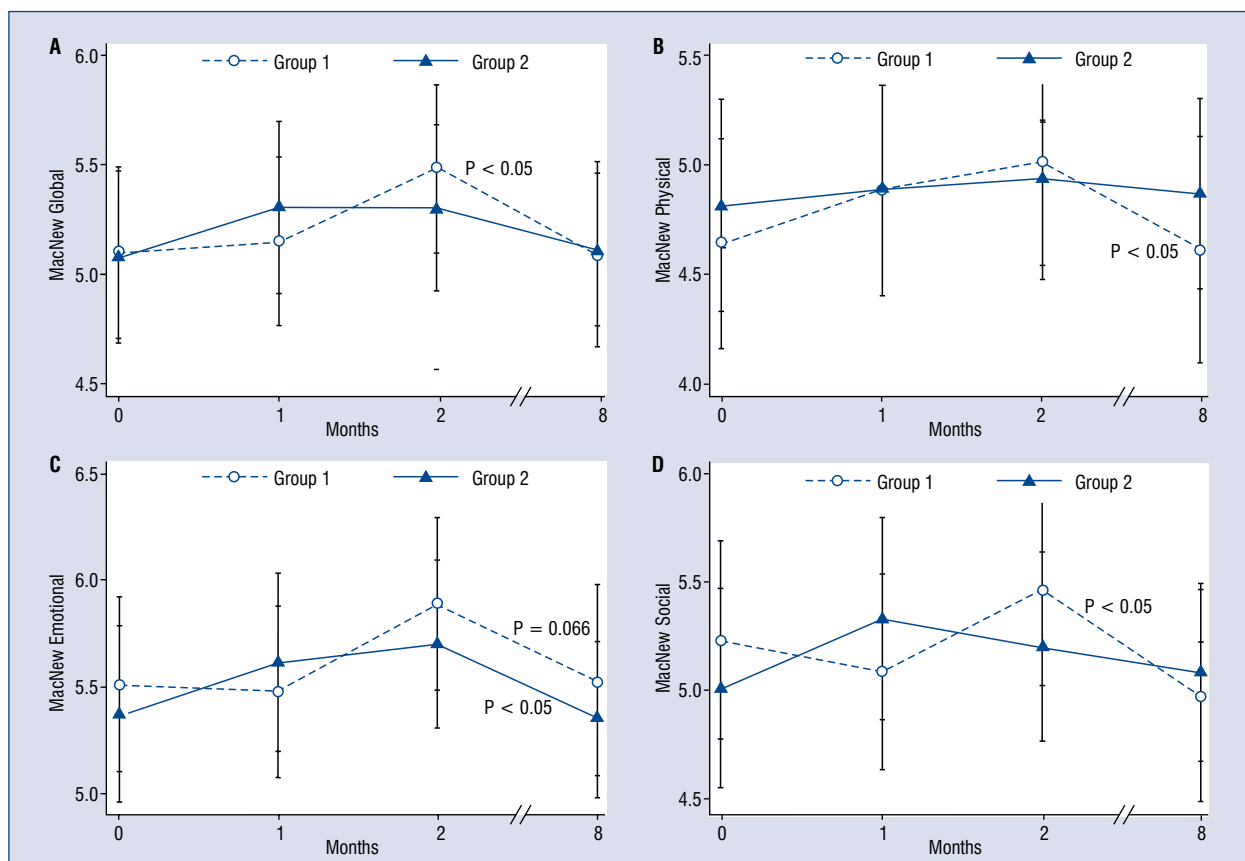 A
Group 1
Group 2
6.0
5.5
5.0
4.5
MacNew Global
P < 0.05
0
1
2
8
Months
B
Group 1
Group 2
5.5
5.0
4.5
4.0
MacNew Physical
P < 0.05
0
1
2
8
Months
C
Group 1
Group 2
6.5
6.0
5.5
5.0
MacNew Emotional
P = 0.066
P < 0.05
0
1
2
8
Months
D
Group 1
Group 2
6.0
5.5
5.0
4.5
MacNew Social
P < 0.05
0
1
2
8
Months